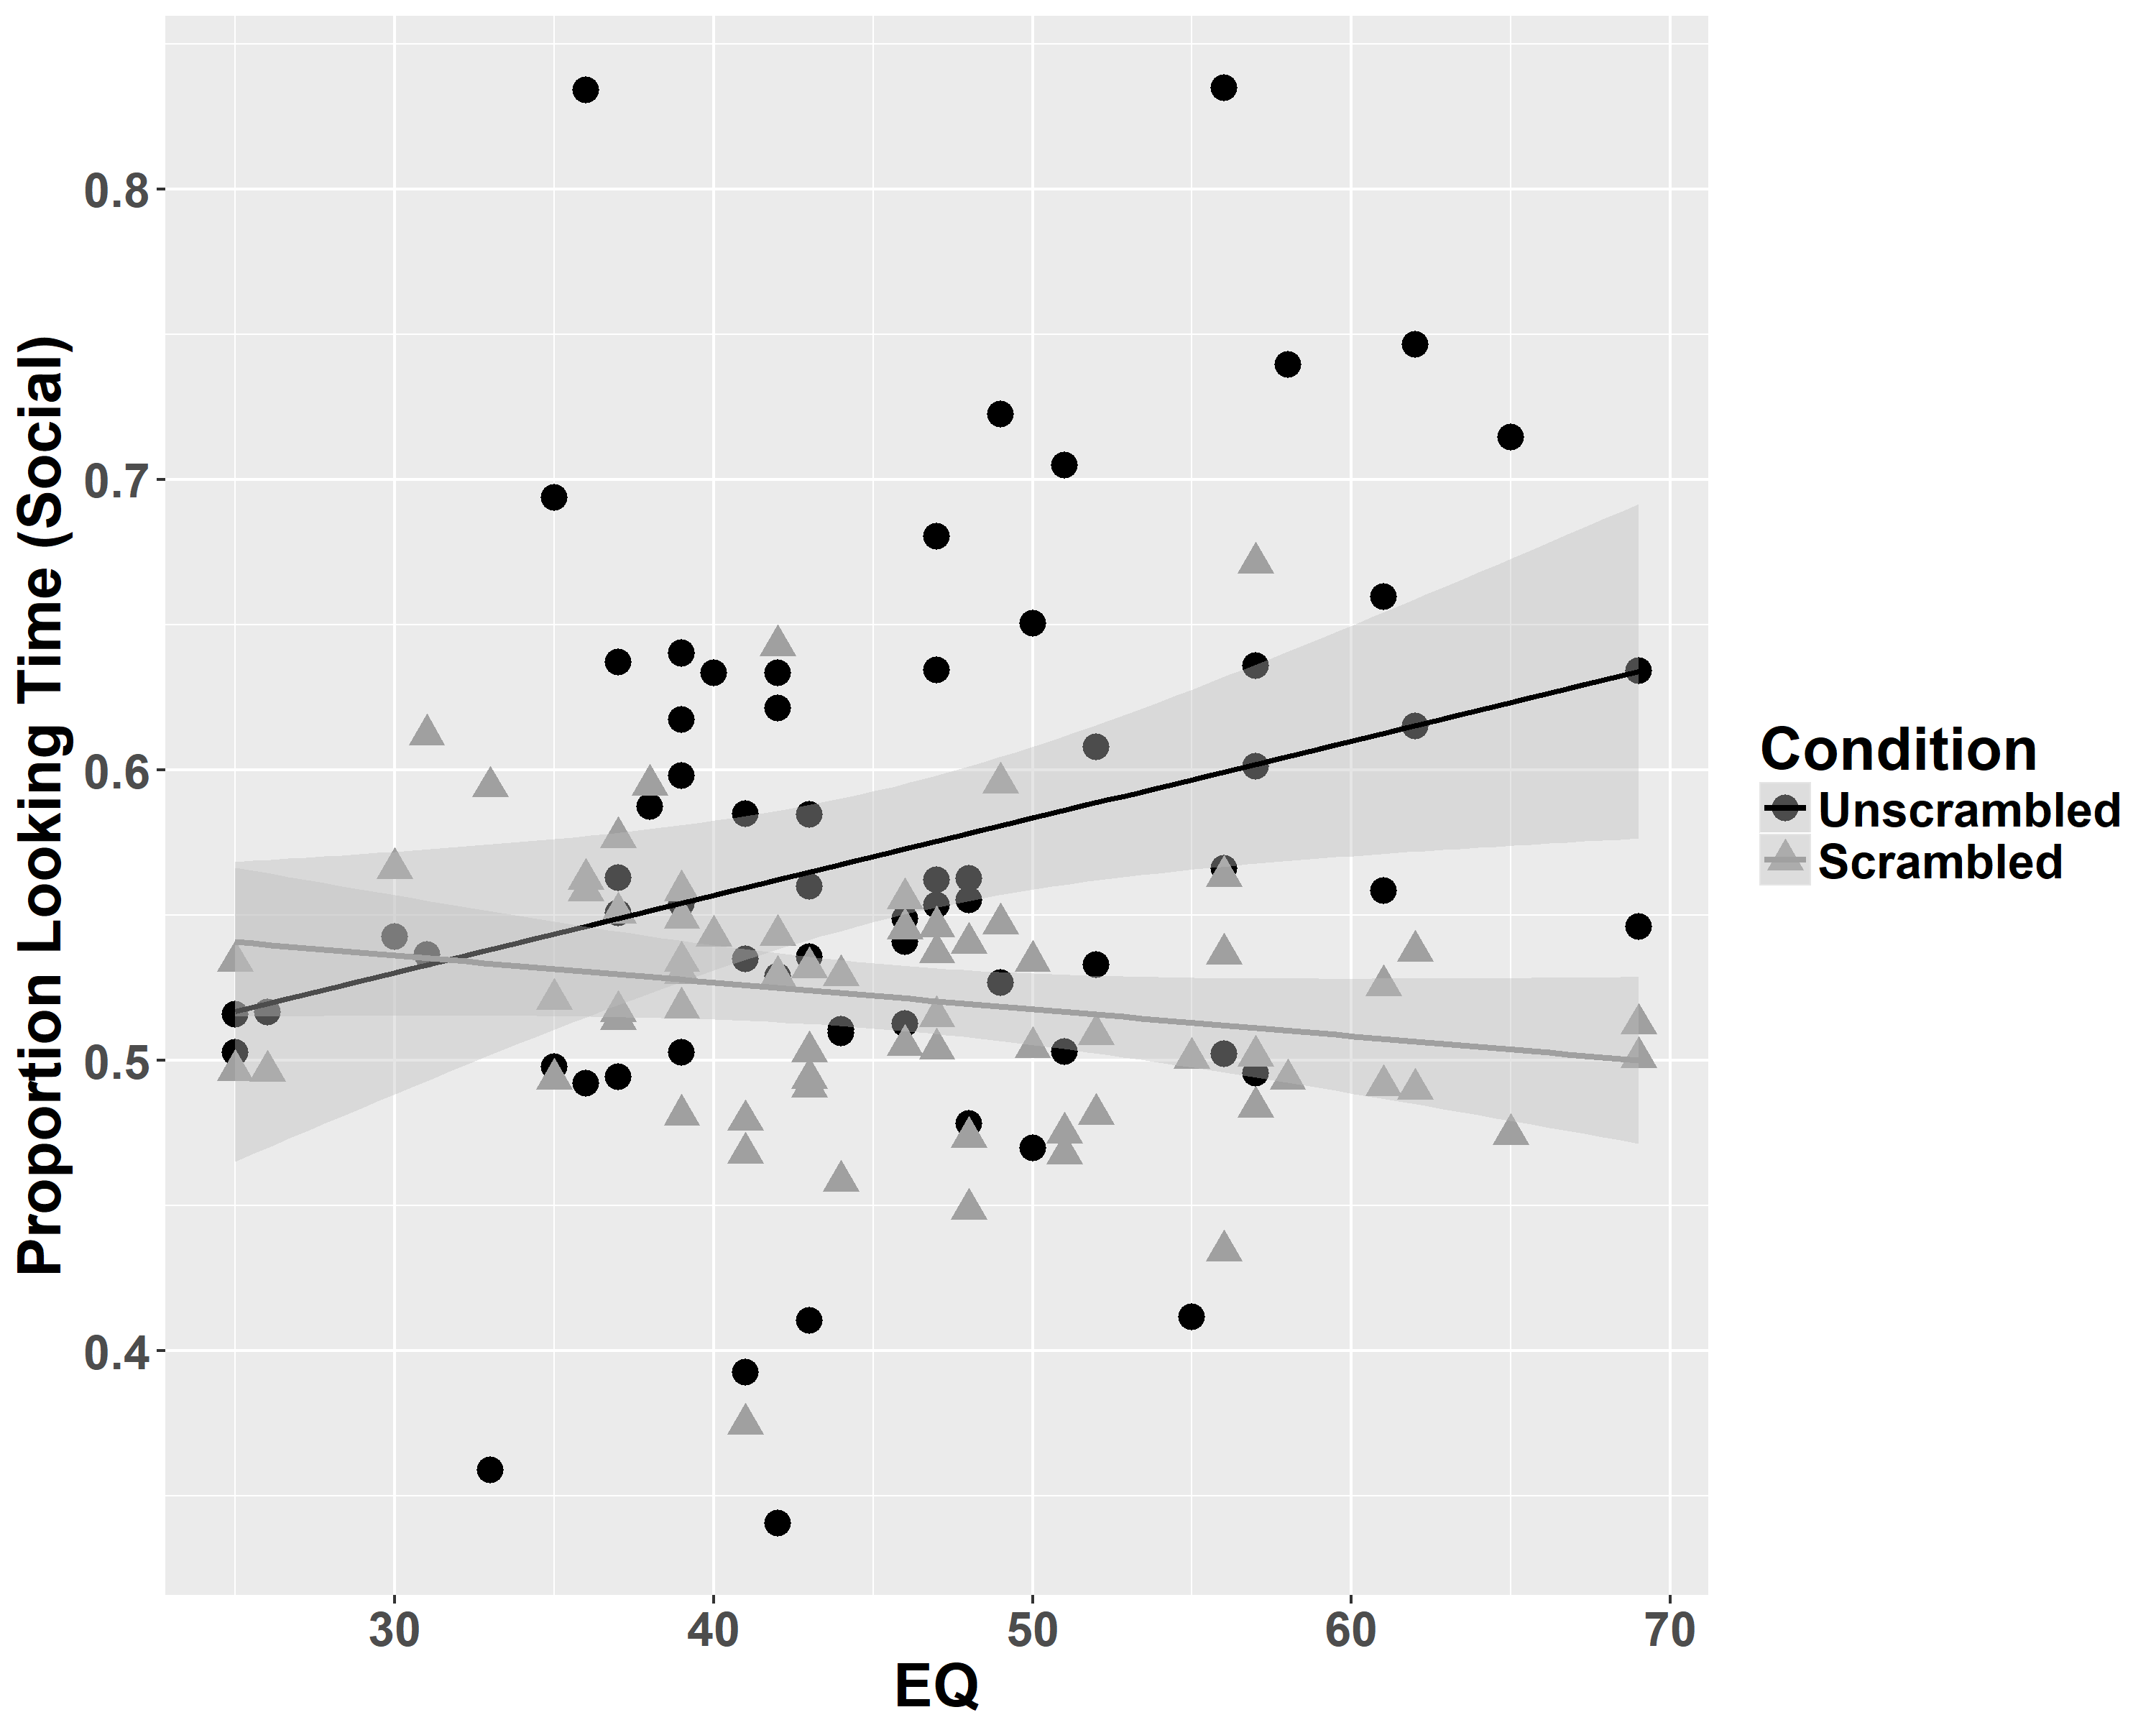 Proportion Looking Time (Social)
0.8
0.7
0.6
0.5
0.4
30 40 50 60 70
EQ
Condition
Unscrambled
Scrambled